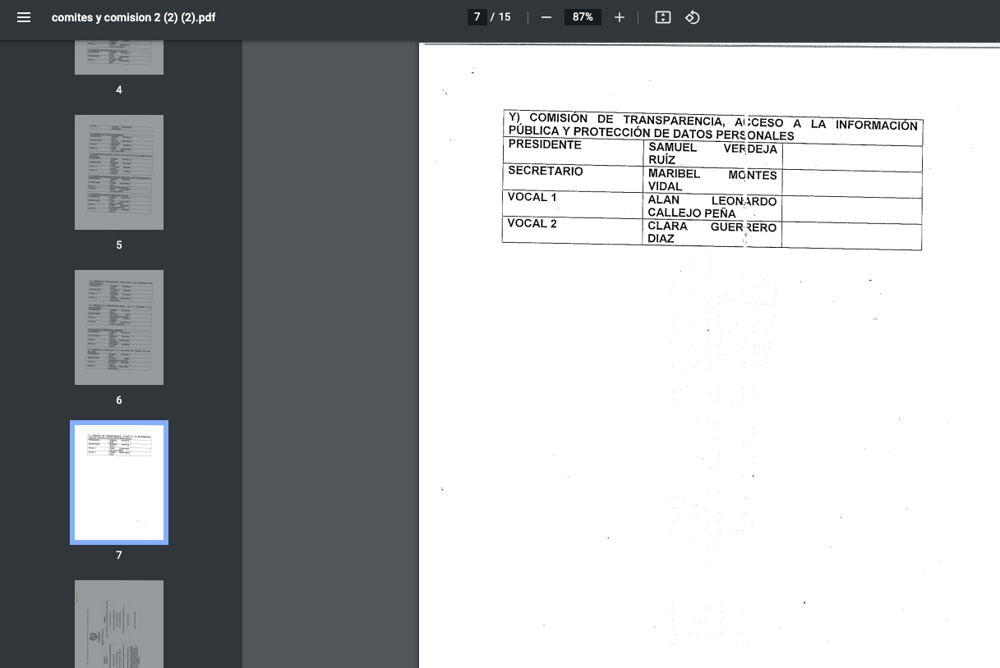 comites y comision 2 (2) (2).pdf
7 / 15
87%
4
5
6
7
Y) COMISIÓN DE TRANSPARENCIA, ACCESO A LA INFORMACIÓN
PÚBLICA Y PROTECCIÓN DE DATOS PERSONALES
PRESIDENTE
SAMUEL VERDEJA
RUÍZ
SECRETARIO
MARIBEL MONTES
VIDAL
VOCAL 1
ALAN LEONARDO
CALLEJO PEÑA
VOCAL 2
CLARA GUERRERO
DIAZ